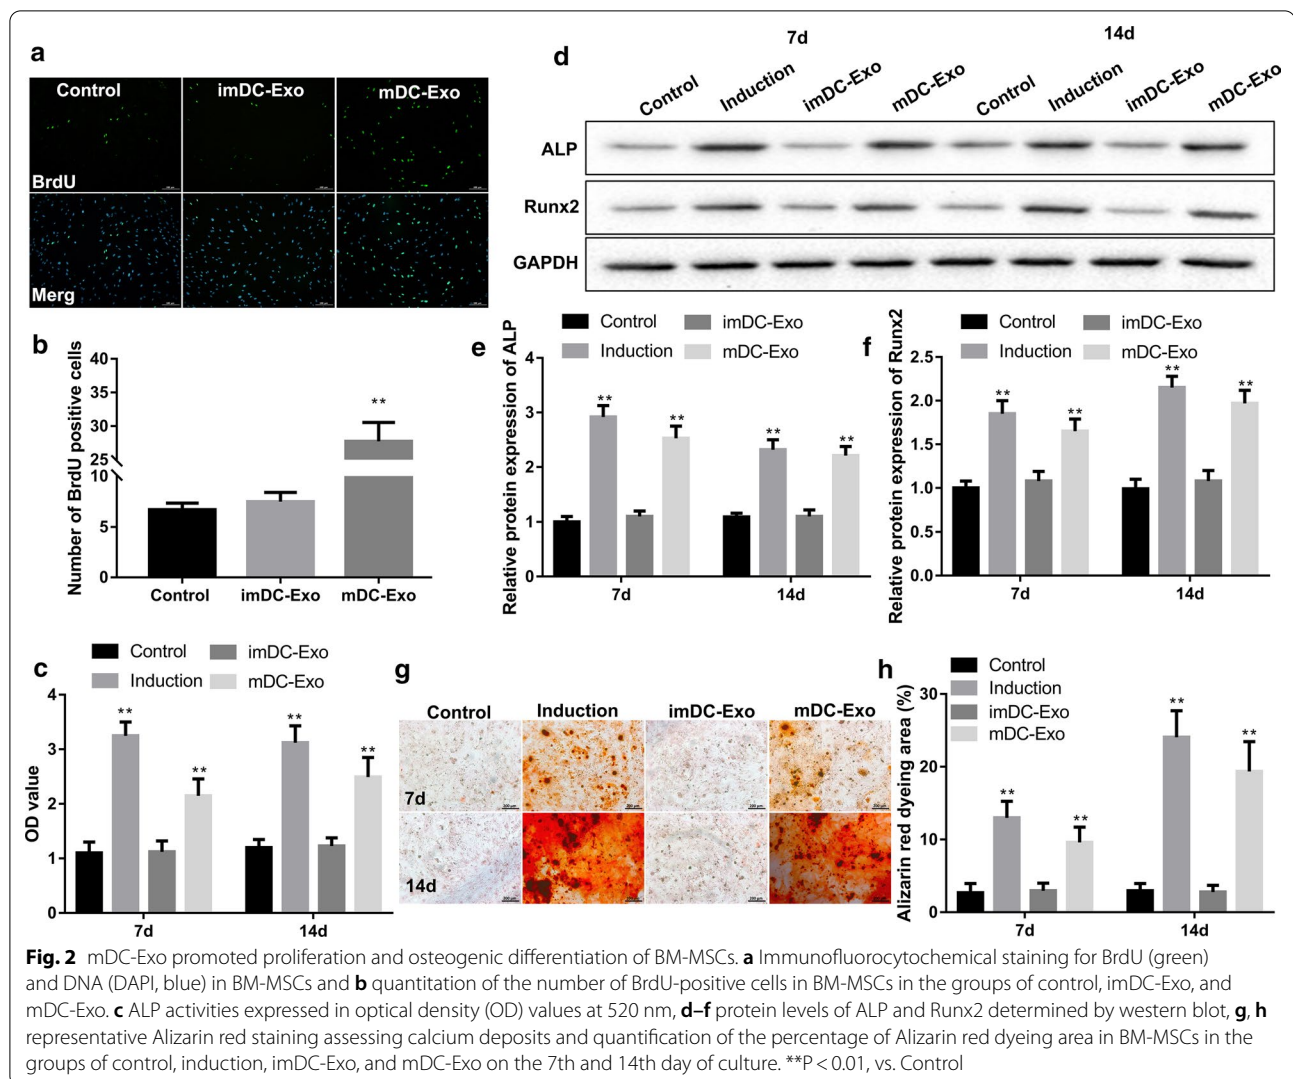 a
Control
imDC-Exo
mDC-Exo
BrdU
Merg
b
Number of BrdU positive cells
40
35
30
25
10
5
0
**
Control
imDC-Exo
mDC-Exo
c
Control
imDC-Exo
Induction
mDC-Exo
OD value
4
3
2
1
0
**
**
**
**
7d
14d
d
7d
14d
Control
Induction
imDC-Exo
mDC-Exo
Control
Induction
imDC-Exo
mDC-Exo
ALP
Runx2
GAPDH
e
Control
imDC-Exo
Induction
mDC-Exo
Relative protein expression of ALP
4
3
2
1
0
**
**
**
**
7d
14d
f
Control
imDC-Exo
Induction
mDC-Exo
Relative protein expression of Runx2
2.5
2.0
1.5
1.0
0.5
0.0
**
**
**
**
7d
14d
g
Control
Induction
imDC-Exo
mDC-Exo
7d
14d
h
Control
Induction
imDC-Exo
mDC-Exo
Alizarin red dyeing area (%)
30
20
10
0
**
**
**
**
7d
14d
Fig. 2 mDC-Exo promoted proliferation and osteogenic differentiation of BM-MSCs. a Immunofluorocytochemical staining for BrdU (green)
and DNA (DAPI, blue) in BM-MSCs and b quantitation of the number of BrdU-positive cells in BM-MSCs in the groups of control, imDC-Exo, and
mDC-Exo. c ALP activities expressed in optical density (OD) values at 520 nm, d–f protein levels of ALP and Runx2 determined by western blot, g, h
representative Alizarin red staining assessing calcium deposits and quantification of the percentage of Alizarin red dyeing area in BM-MSCs in the
groups of control, induction, imDC-Exo, and mDC-Exo on the 7th and 14th day of culture. **P < 0.01, vs. Control